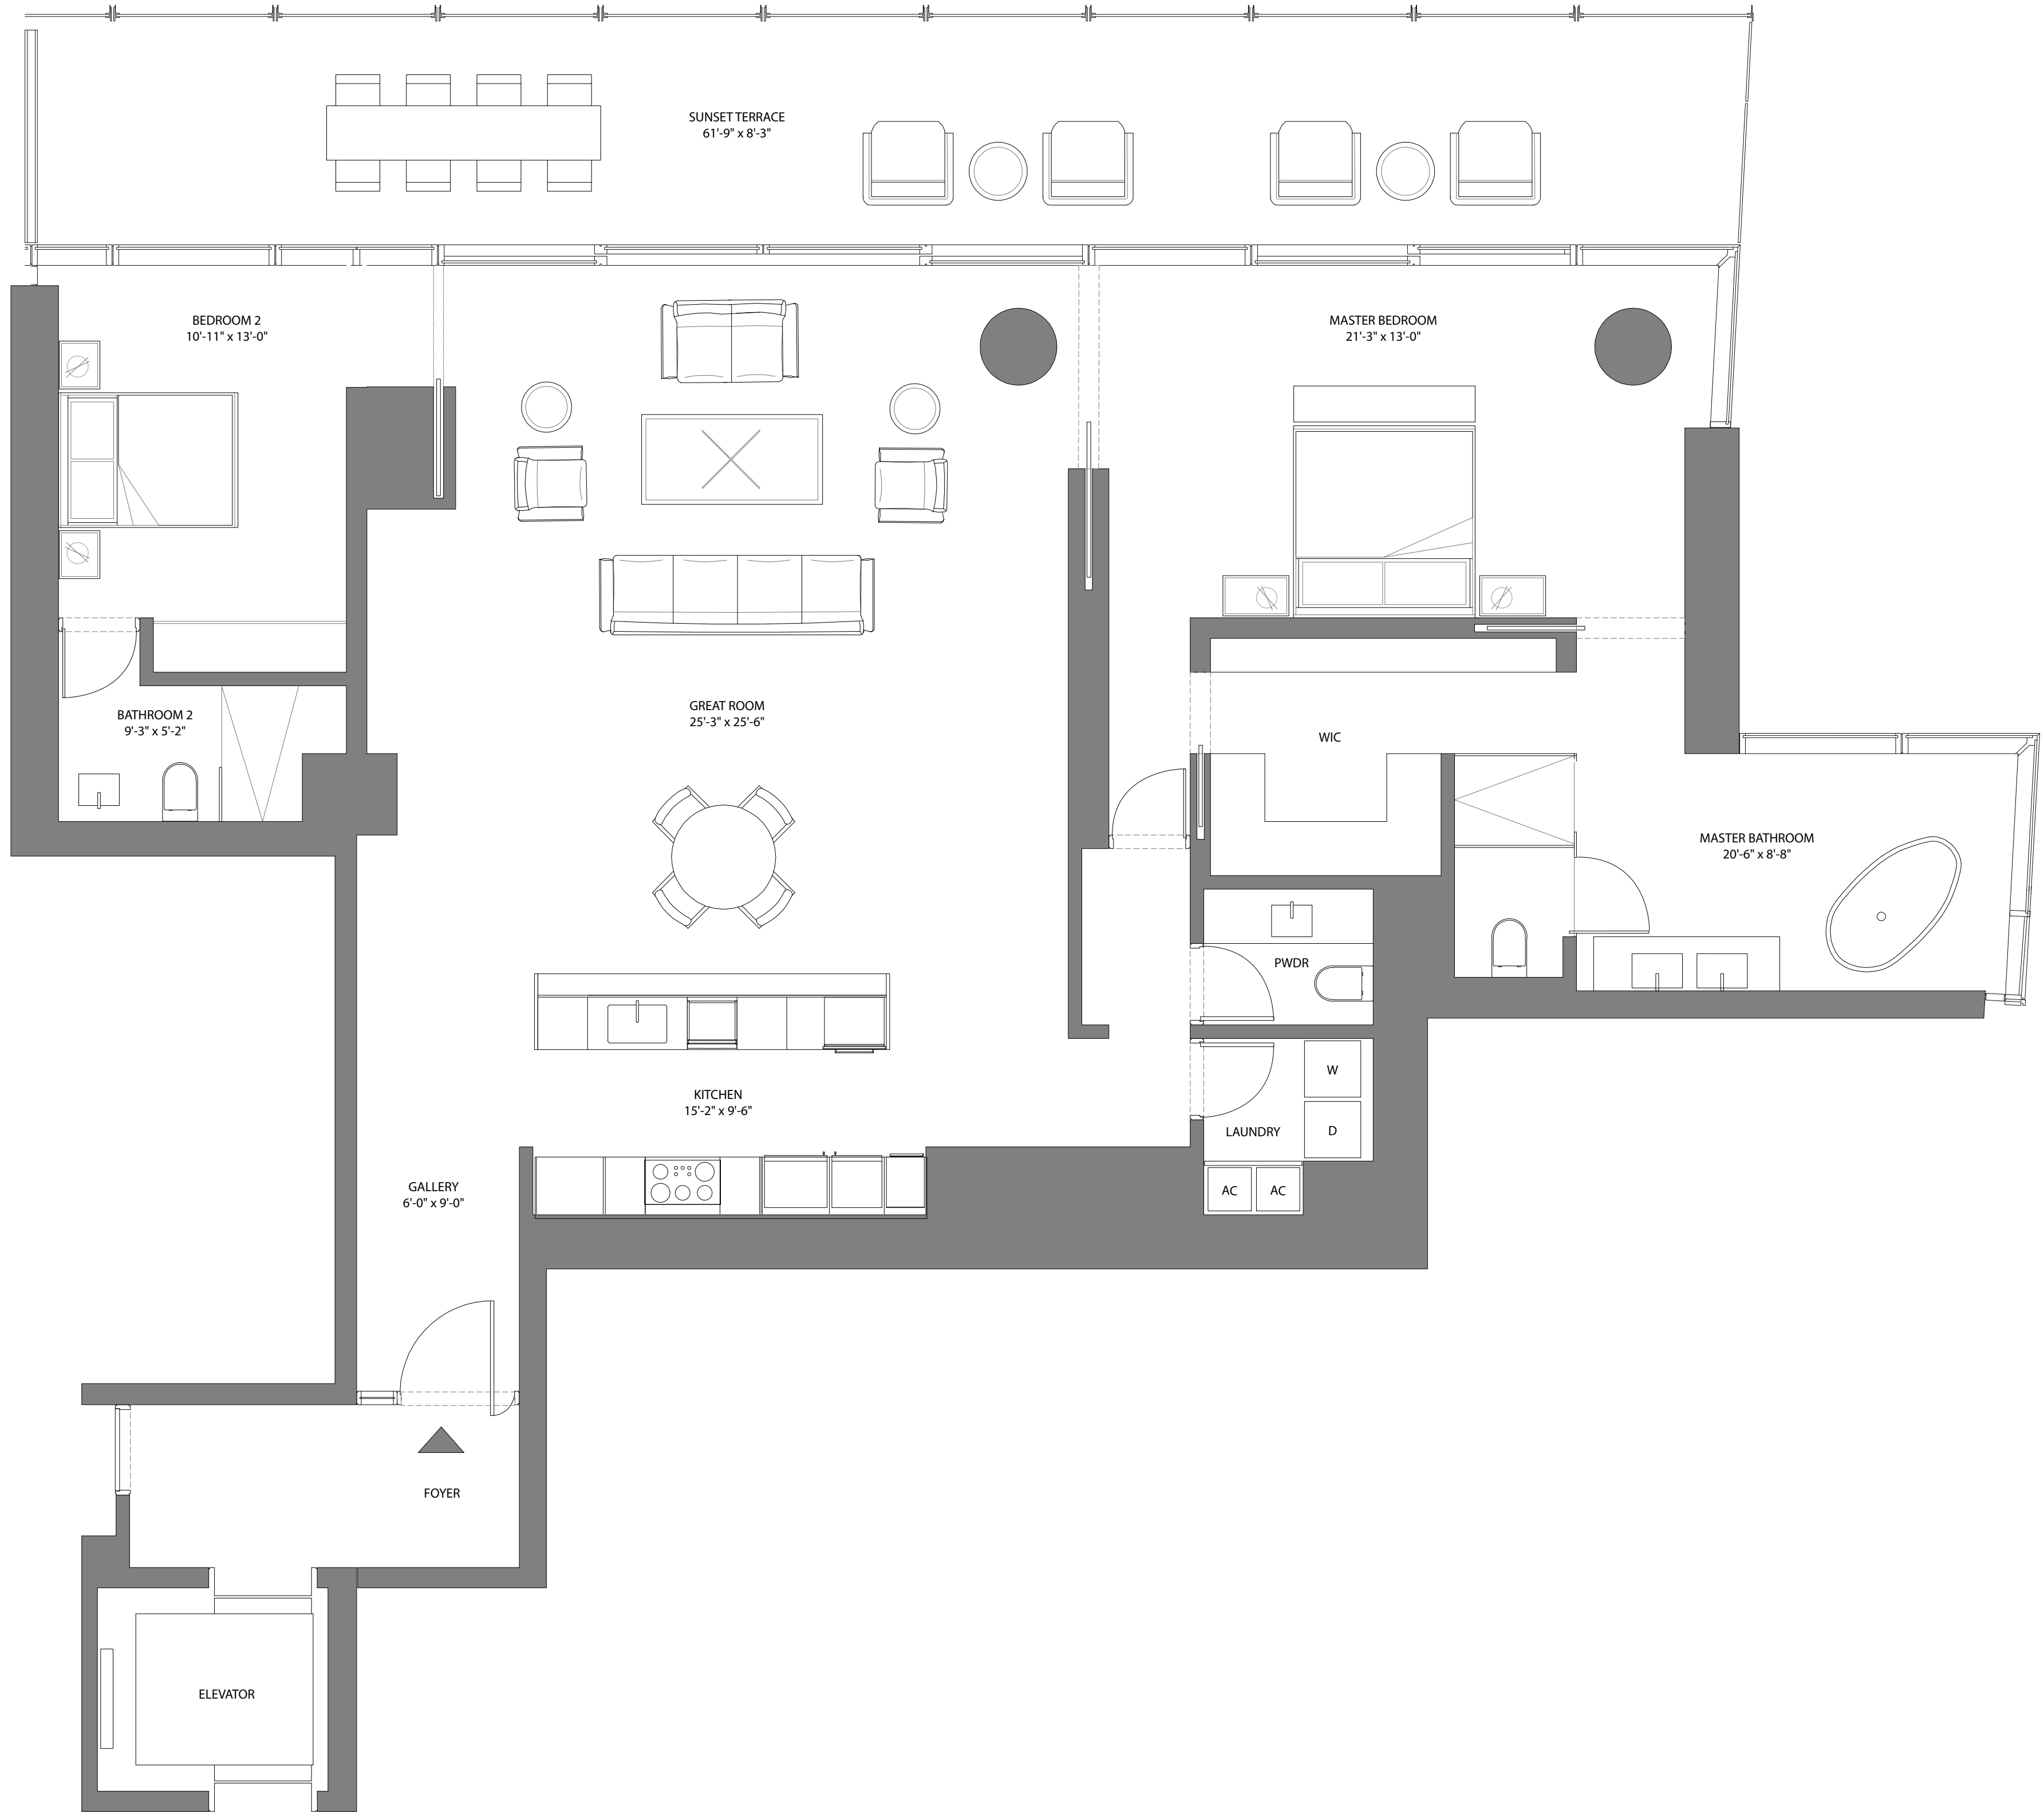 SUNSET TERRACE
61'-9" x 8'-3"
BEDROOM 2
10'-11" x 13'-0"
MASTER BEDROOM
21'-3" x 13'-0"
BATHROOM 2
9'-3" x 5'-2"
GREAT ROOM
25'-3" x 25'-6"
WIC
MASTER BATHROOM
20'-6" x 8'-8"
PWDR
KITCHEN
15'-2" x 9'-6"
W
D
LAUNDRY
AC
AC
GALLERY
6'-0" x 9'-0"
FOYER
ELEVATOR